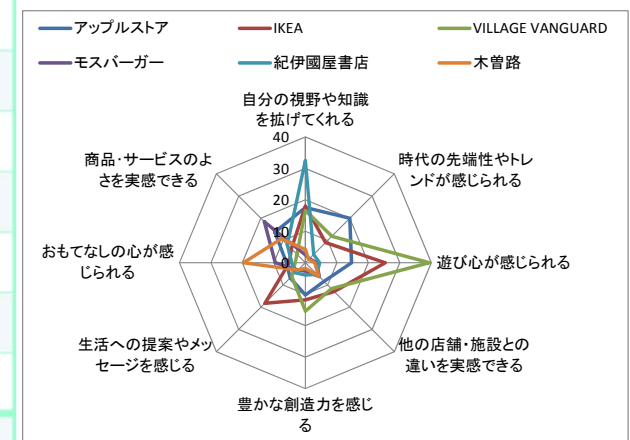 アップルストア
IKEA
VILLAGE VANGUARD
モスバーガー
紀伊國屋書店
木曽路
自分の視野や知識
を拡げてくれる
時代の先端性やトレ
ンドが感じられる
遊び心が感じられる
他の店舗・施設との
違いを実感できる
豊かな創造力を感じ
る
生活への提案やメッ
セージを感じる
おもてなしの心が感
じられる
商品・サービスのよ
さを実感できる
40
30
20
10
0